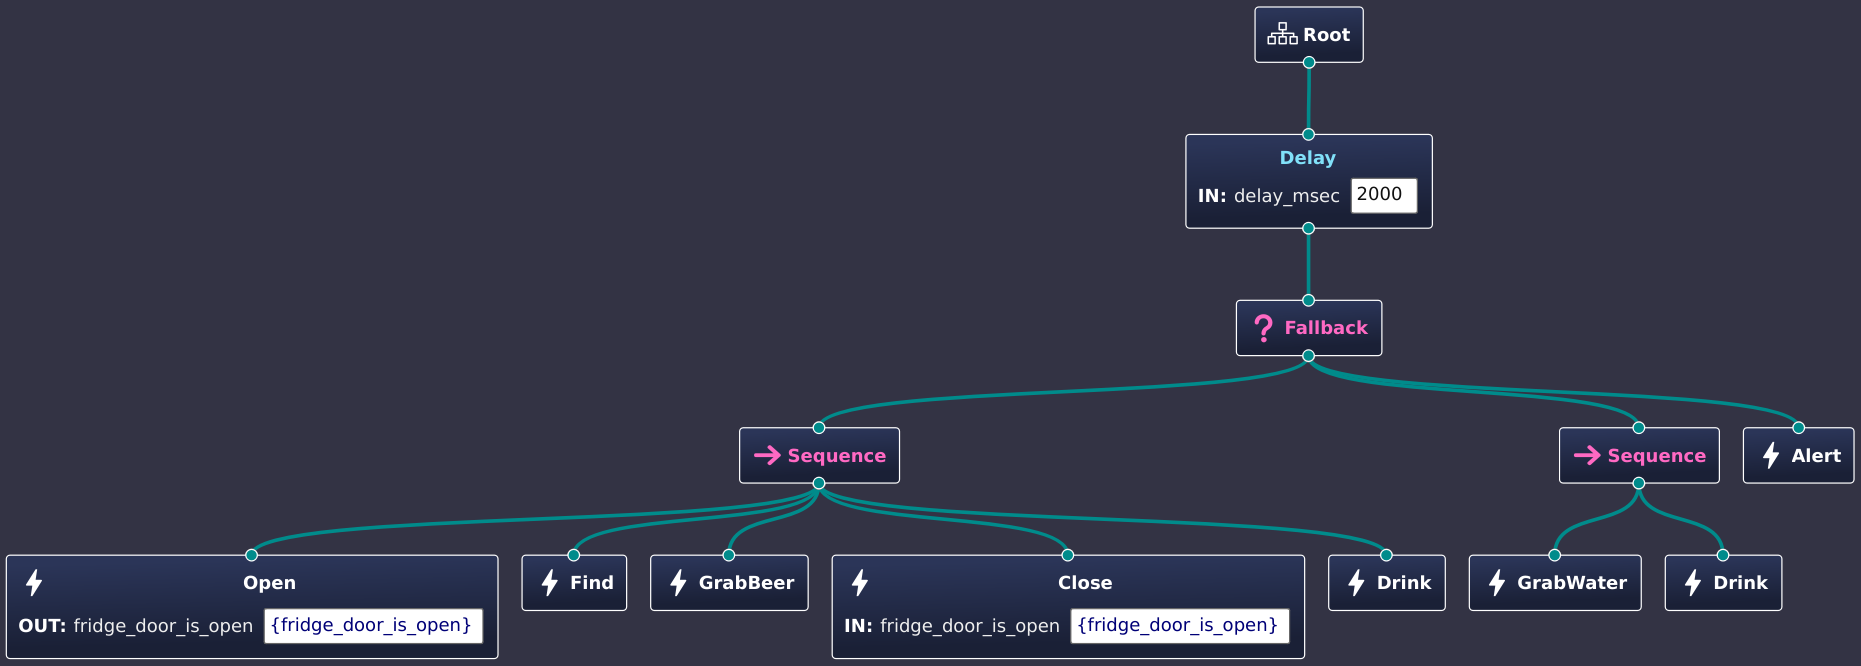 Root
Delay
IN: delay_msec 2000
? Fallback
→ Sequence
→ Sequence
Alert
Open
OUT: fridge_door_is_open {fridge_door_is_open}
Find
GrabBeer
Close
IN: fridge_door_is_open {fridge_door_is_open}
Drink
GrabWater
Drink